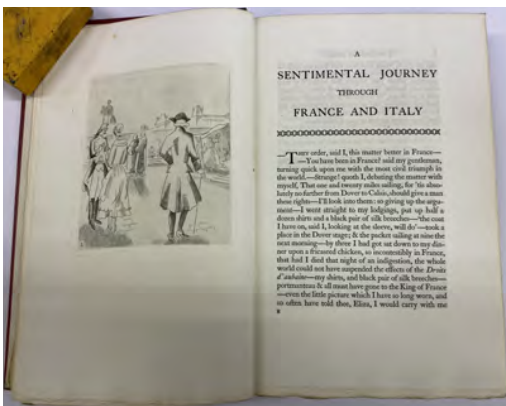 A
SENTIMENTAL JOURNEY
THROUGH
FRANCE AND ITALY
—THEY order, said I, this matter better in France—
—You have been in France? said my gentleman,
turning quick upon me with the most civil triumph in
the world.—Strange! quoth I, debating the matter with
myself, That one and twenty miles sailing, for 'tis abso-
lutely no further from Dover to Calais, should give a man
these rights—I'll look into them: so giving up the argu-
ment—I went straight to my lodgings, put up half a
dozen shirts and a black pair of silk breeches—'the coat
I have on, said I, looking at the sleeve, will do'—took a
place in the Dover stage; & the packet sailing at nine the
next morning—by three I had got sat down to my din-
ner upon a fricaseed chicken, so incontestibly in France,
that had I died that night of an indigestion, the whole
world could not have suspended the effects of the Droits
d'aubaine—my shirts, and black pair of silk breeches—
portmanteau & all must have gone to the King of France
—even the little picture which I have so long worn, and
so often have told thee, Eliza, I would carry with me